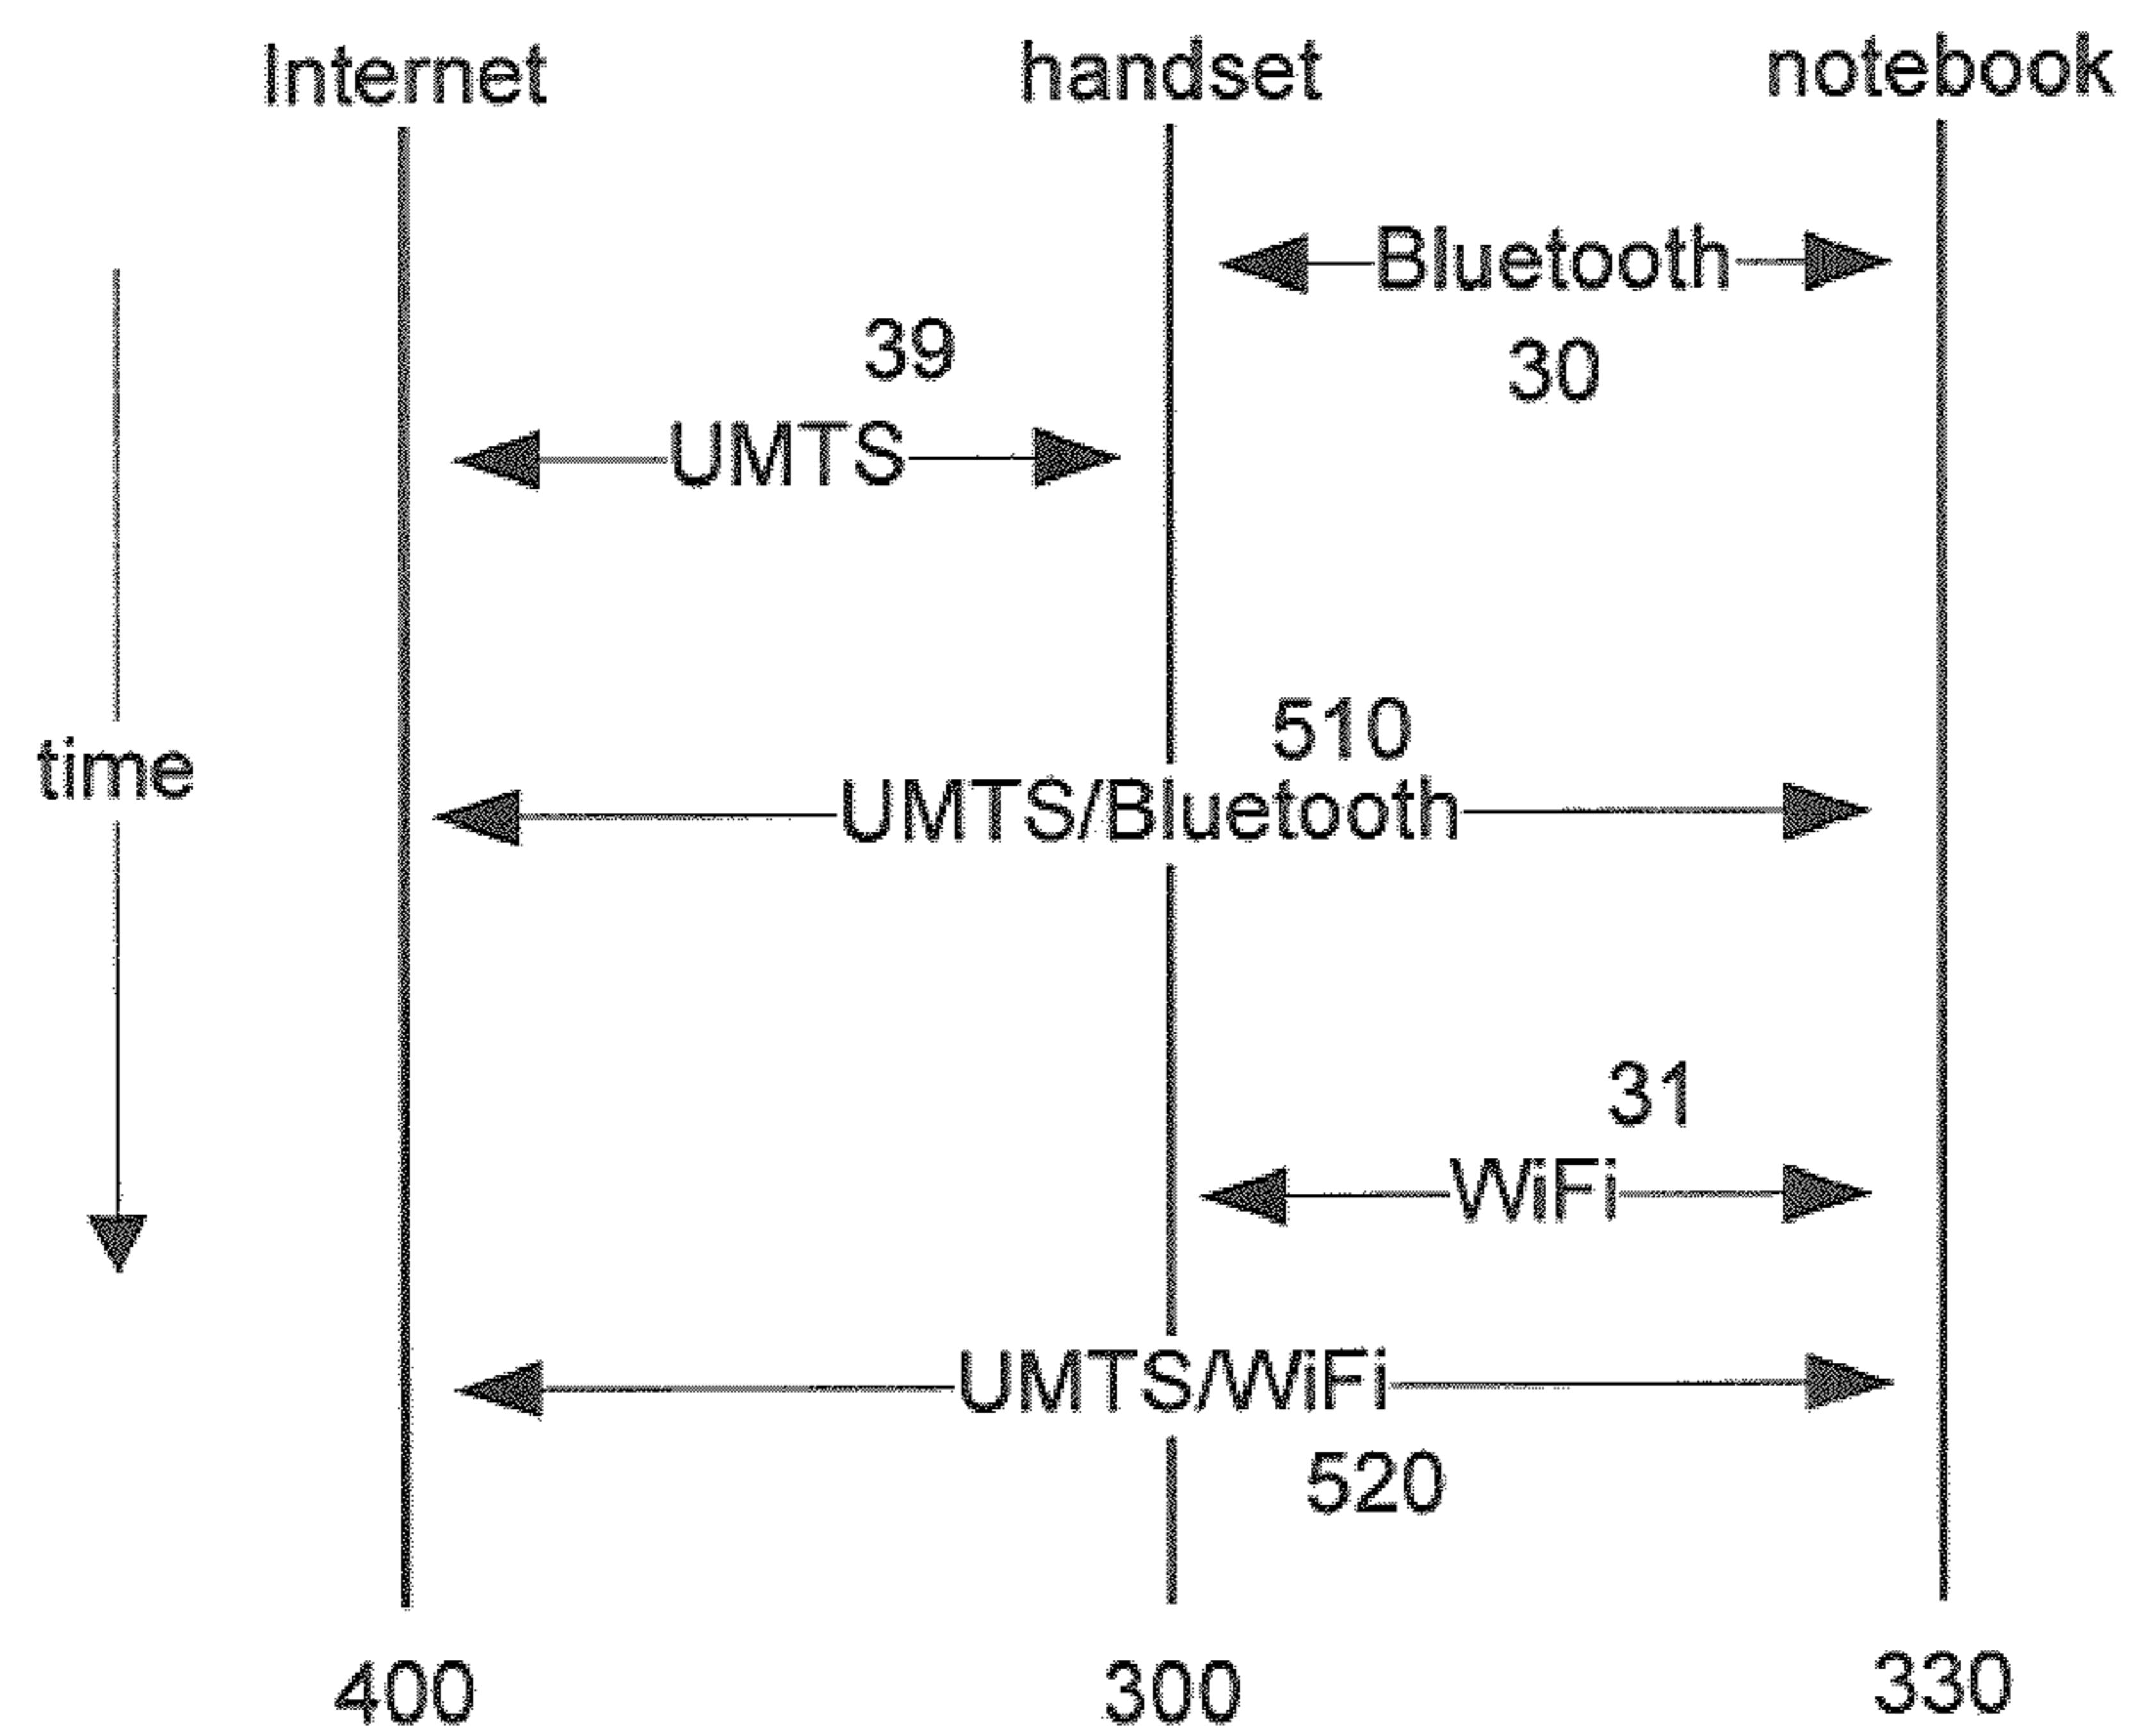 Internet handset notebook
Bluetooth
39
30
UMTS
510
time
UMTS/Bluetooth
31
WiFi
UMTS/WiFi
520
400 300 330